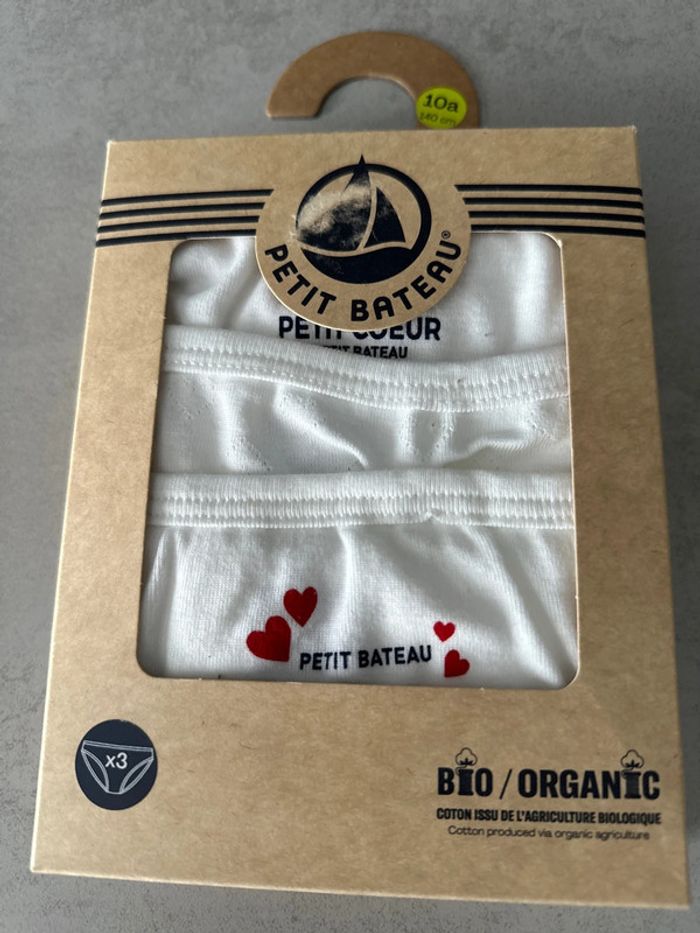 10a
140 cm
PETIT BATEAU®
PETIT COEUR
PETIT BATEAU
PETIT BATEAU
x3
BIO / ORGANIC
COTON ISSU DE L'AGRICULTURE BIOLOGIQUE
Cotton produced via organic agriculture